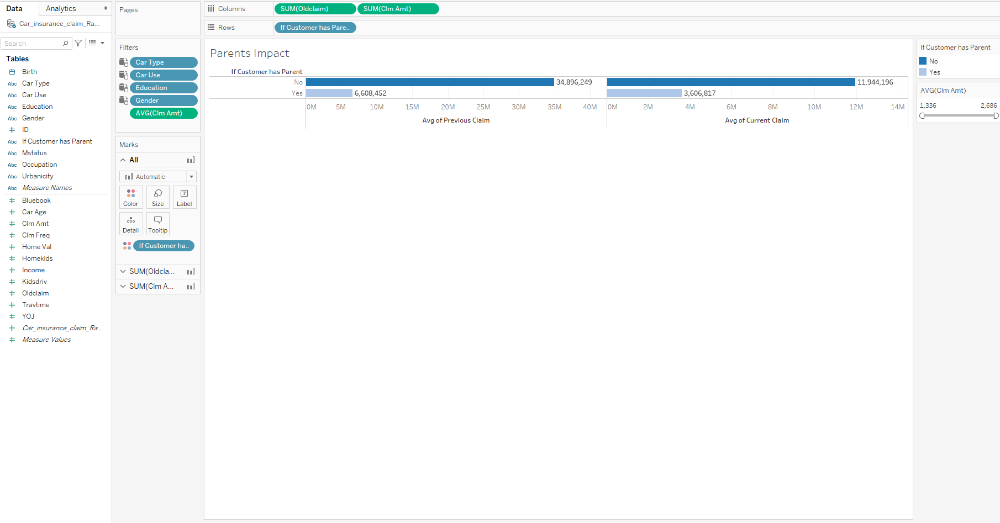 Data
Analytics
Car_insurance_claim_Ra...
Search
Tables
Birth
Abc Car Type
Abc Car Use
Abc Education
Abc Gender
ID
Abc If Customer has Parent
Abc Mstatus
Abc Occupation
Abc Urbanicity
Abc Measure Names
Bluebook
Car Age
Clm Amt
Clm Freq
Home Val
Homekids
Income
Kidsdriv
Oldclaim
Travtime
YOJ
Car_insurance_claim_Ra...
Measure Values
Pages
Filters
Car Type
Car Use
Education
Gender
AVG(Clm Amt)
Marks
All
Automatic
Color Size Label
Detail Tooltip
If Customer ha..
SUM(Oldcla...
SUM(Clm A...
Columns SUM(Oldclaim) SUM(Clm Amt)
Rows If Customer has Pare..
Parents Impact
If Customer has Parent
No 34,896,249 11,944,196
Yes 6,608,452 3,606,817
0M 5M 10M 15M 20M 25M 30M 35M 40M 0M 2M 4M 6M 8M 10M 12M 14M
Avg of Previous Claim Avg of Current Claim
If Customer has Parent
No
Yes
AVG(Clm Amt)
1,336 2,686